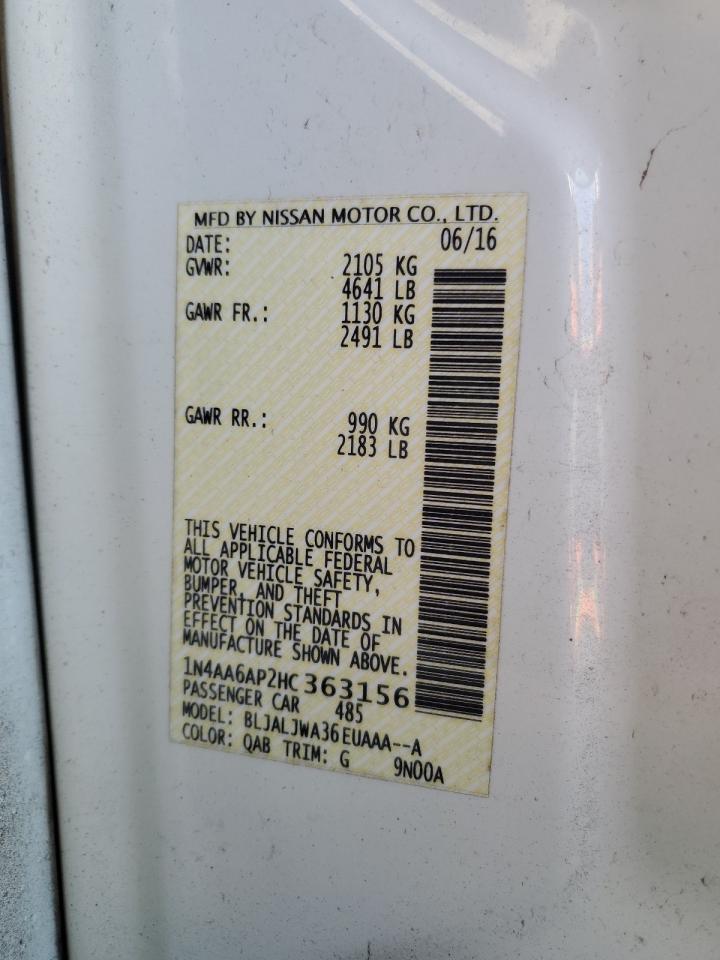 MFD BY NISSAN MOTOR CO., LTD.
DATE: 06/16
GVWR: 2105 KG
4641 LB
GAWR FR.: 1130 KG
2491 LB
GAWR RR.: 990 KG
2183 LB
THIS VEHICLE CONFORMS TO
ALL APPLICABLE FEDERAL
MOTOR VEHICLE SAFETY,
BUMPER, AND THEFT
PREVENTION STANDARDS IN
EFFECT ON THE DATE OF
MANUFACTURE SHOWN ABOVE.
1N4AA6AP2HC363156
PASSENGER CAR 485
MODEL: BLJALJWA36EUAAA--A
COLOR: QAB TRIM: G 9N00A